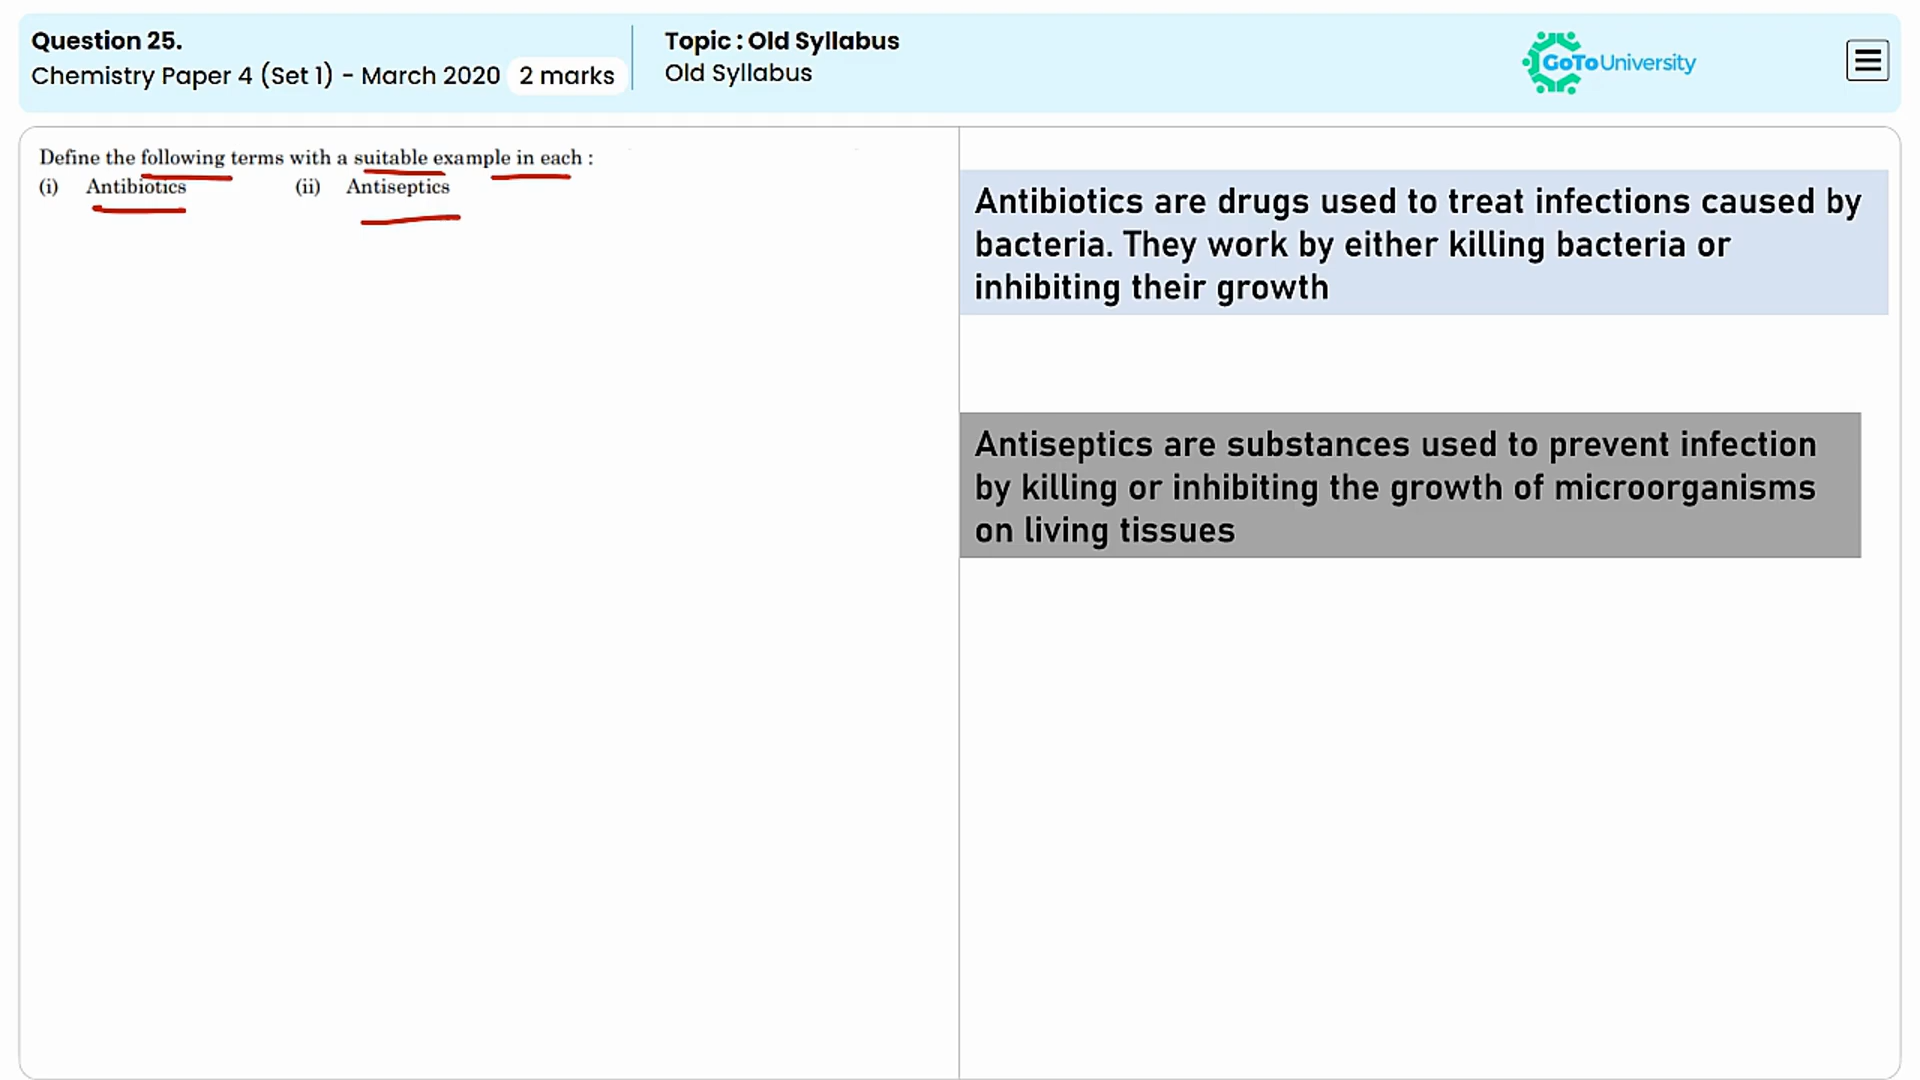 Question 25.
Chemistry Paper 4 (Set 1) - March 2020 2 marks
Topic : Old Syllabus
Old Syllabus
GoToUniversity
Define the following terms with a suitable example in each :
(i) Antibiotics (ii) Antiseptics
Antibiotics are drugs used to treat infections caused by
bacteria. They work by either killing bacteria or
inhibiting their growth
Antiseptics are substances used to prevent infection
by killing or inhibiting the growth of microorganisms
on living tissues